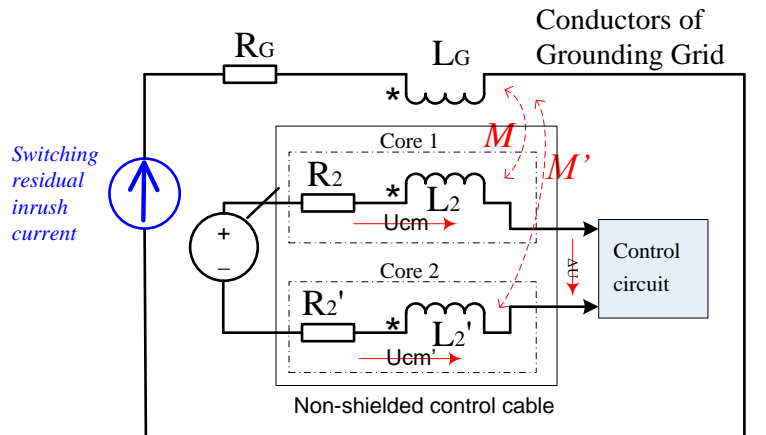 Conductors of
Grounding Grid
RG
LG
*
Switching
residual
inrush
current
M
M’
Core 1
R2
*
L2
Ucm
+
−
Core 2
R2'
*
L2'
Ucm’
ΔU
Control
circuit
Non-shielded control cable